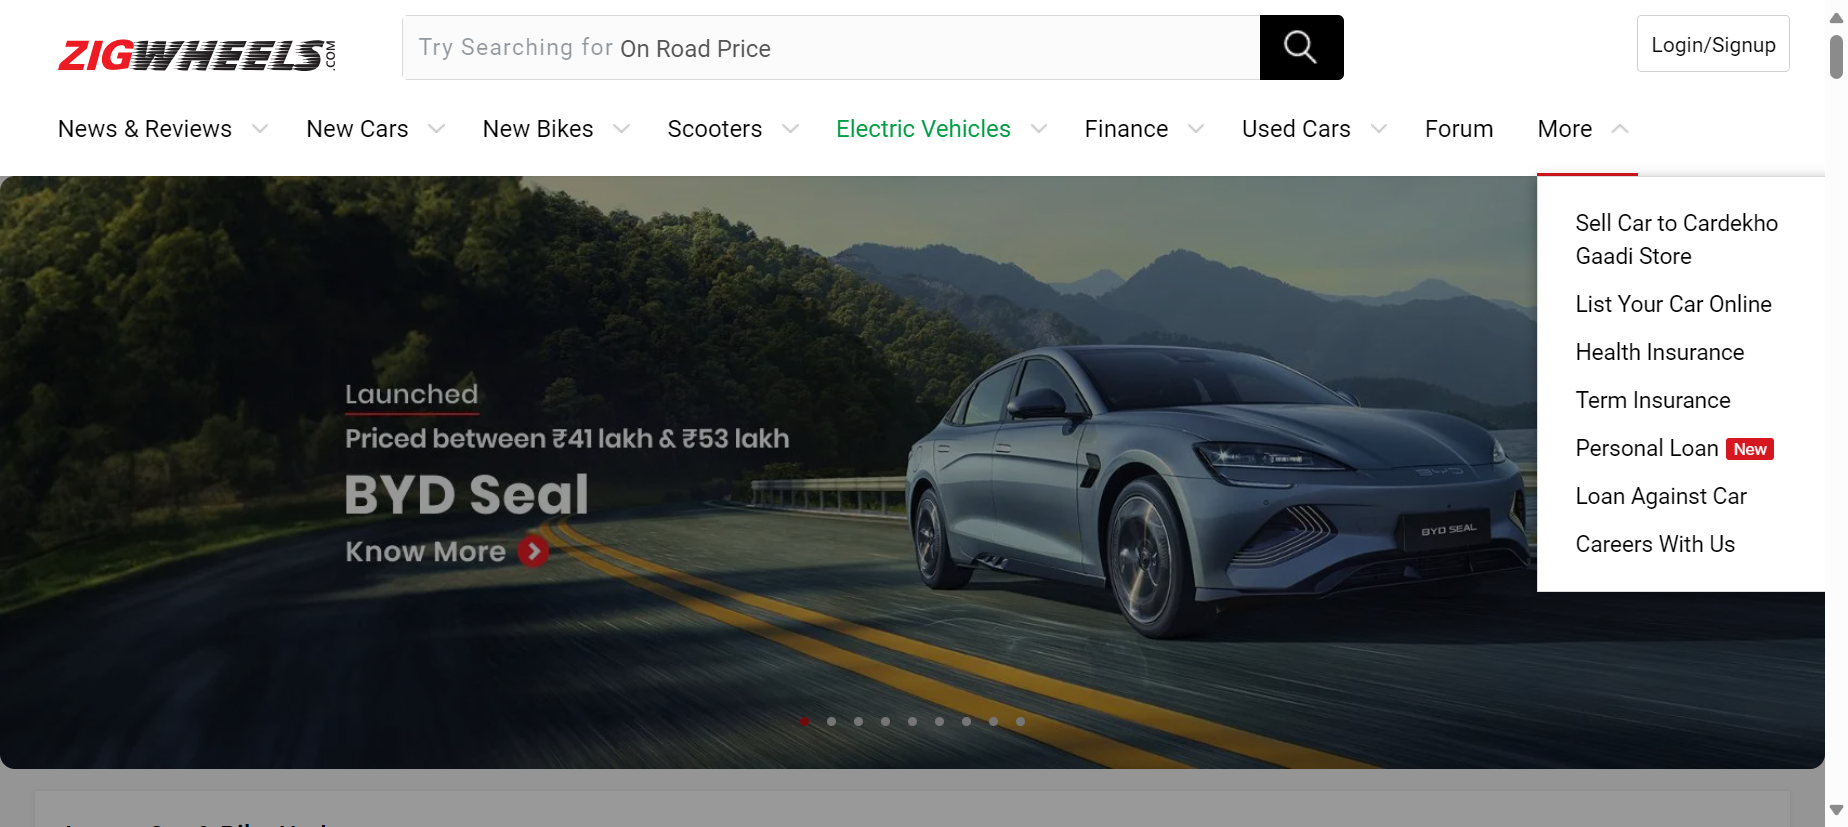 ZIGWHEELS.COM
Try Searching for On Road Price
Login/Signup
News & Reviews
New Cars
New Bikes
Scooters
Electric Vehicles
Finance
Used Cars
Forum
More
Sell Car to Cardekho
Gaadi Store
List Your Car Online
Health Insurance
Term Insurance
Personal Loan New
Loan Against Car
Careers With Us
Launched
Priced between ₹41 lakh & ₹53 lakh
BYD Seal
Know More
BYD
BYD SEAL